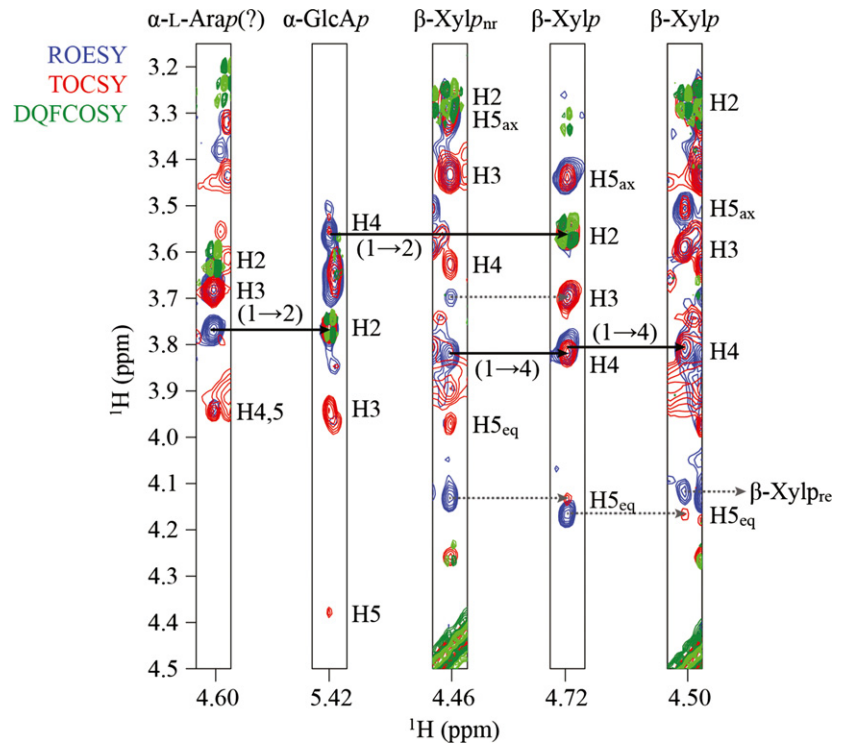 α-L-Arap(?) α-GlcAp β-Xylpnr β-Xylp β-Xylp
ROESY
TOCSY
DQFCOSY
3.2
3.3
3.4
3.5
3.6
3.7
3.8
3.9
4.0
4.1
4.2
4.3
4.4
4.5
¹H (ppm)
H2
H3
(1→2)
H4,5
H4
(1→2)
H2
H3
H5
H2
H5ax
H3
H4
(1→4)
H5eq
H5ax
H2
H3
(1→4)
H4
H5eq
H2
H5ax
H3
H4
β-Xylpre
H5eq
4.60 5.42 4.46 4.72 4.50
¹H (ppm)